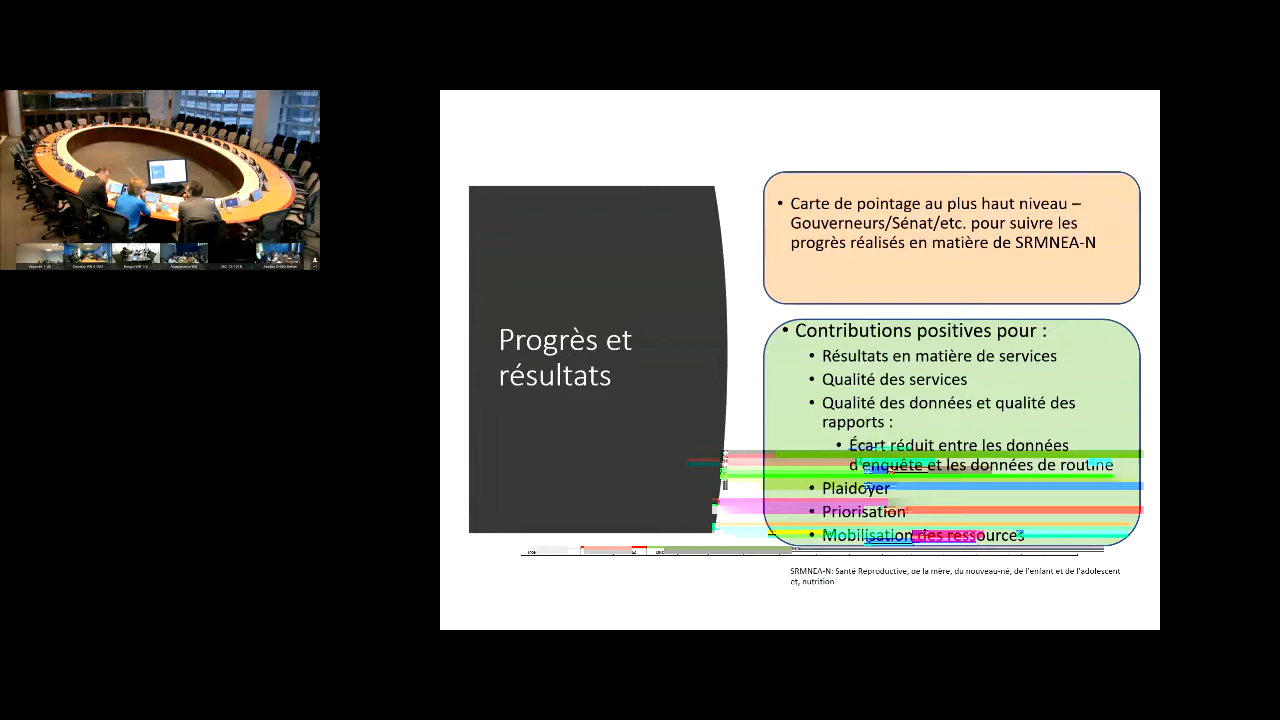 Progrès et
résultats
• Carte de pointage au plus haut niveau –
Gouverneurs/Sénat/etc. pour suivre les
progrès réalisés en matière de SRMNEA-N
• Contributions positives pour :
• Résultats en matière de services
• Qualité des services
• Qualité des données et qualité des
rapports :
• Écart réduit entre les données
d'enquête et les données de routine
• Plaidoyer
• Priorisation
• Mobilisation des ressources
SRMNEA-N: Santé Reproductive, de la mère, du nouveau-né, de l'enfant et de l'adolescent
et, nutrition